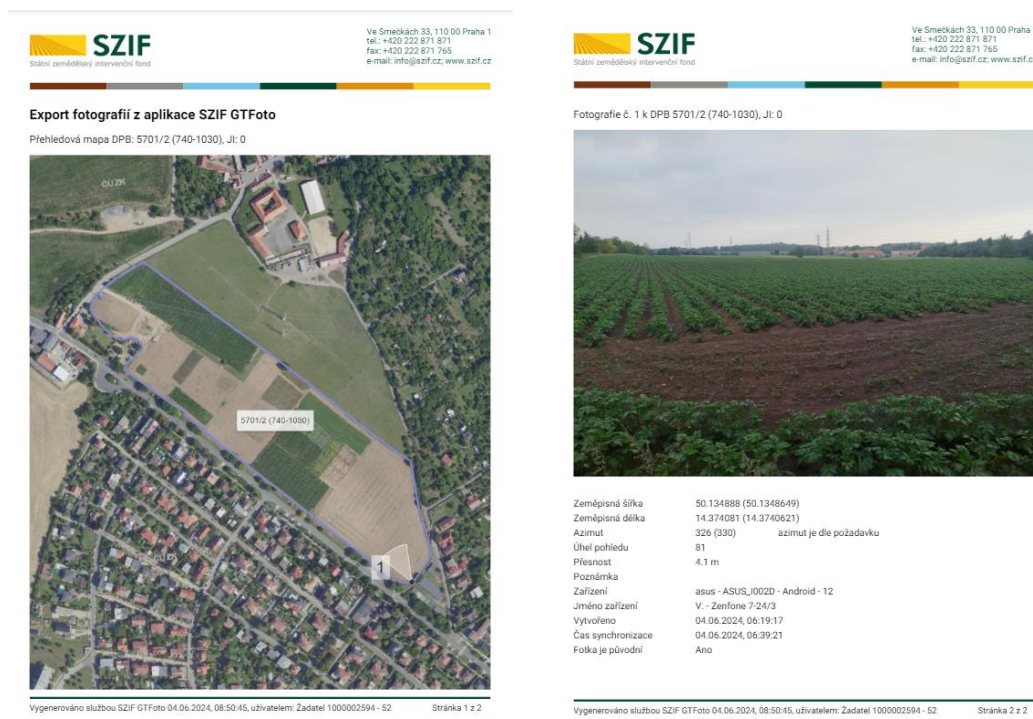 SZIF
Státní zemědělský intervenční fond
Ve Smečkách 33, 110 00 Praha 1
tel.: +420 222 871 871
fax: +420 222 871 765
e-mail: info@szif.cz; www.szif.cz
Export fotografií z aplikace SZIF GTFoto
Přehledová mapa DPB: 5701/2 (740-1030), JI: 0
5701/2 (740-1030)
1
Vygenerováno službou SZIF GTFoto 04.06.2024, 08:50:45, uživatelem: Žadatel 1000002594 - 52 Stránka 1 z 2
SZIF
Státní zemědělský intervenční fond
Ve Smečkách 33, 110 00 Praha
tel.: +420 222 871 871
fax: +420 222 871 765
e-mail: info@szif.cz; www.szif.c
Fotografie č. 1 k DPB 5701/2 (740-1030), JI: 0
Zeměpisná šířka 50.134888 (50.1348649)
Zeměpisná délka 14.374081 (14.3740621)
Azimut 326 (330) azimut je dle požadavku
Úhel pohledu 81
Přesnost 4.1 m
Poznámka
Zařízení asus - ASUS_I002D - Android - 12
Jméno zařízení V. - Zenfone 7-24/3
Vytvořeno 04.06.2024, 06:19:17
Čas synchronizace 04.06.2024, 06:39:21
Fotka je původní Ano
Vygenerováno službou SZIF GTFoto 04.06.2024, 08:50:45, uživatelem: Žadatel 1000002594 - 52 Stránka 2 z 2